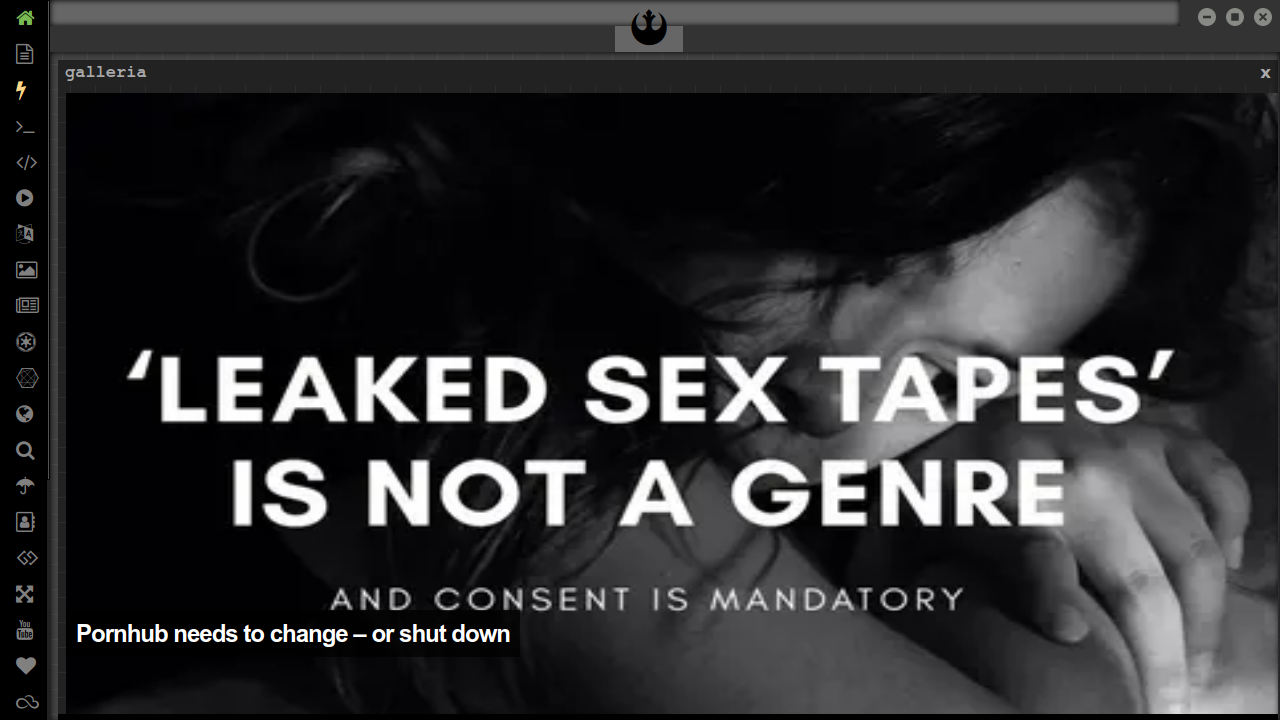 galleria
x
‘LEAKED SEX TAPES’
IS NOT A GENRE
AND CONSENT IS MANDATORY
Pornhub needs to change – or shut down
You
Tube